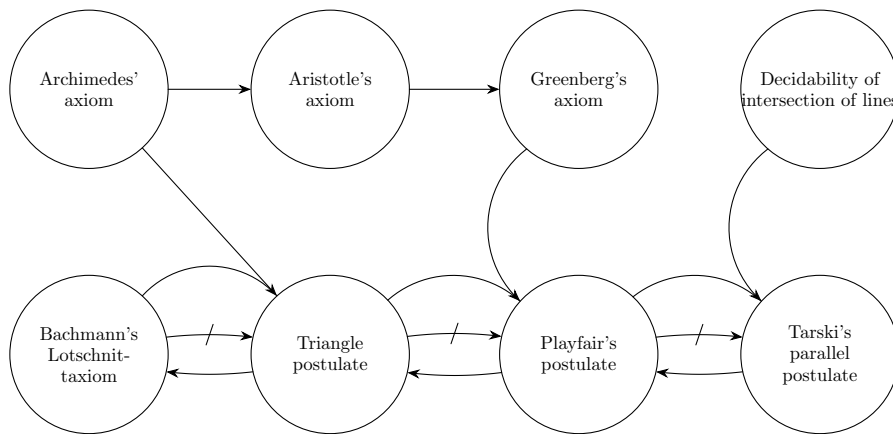 Archimedes'
axiom
Aristotle's
axiom
Greenberg's
axiom
Decidability of
intersection of lines
Bachmann's
Lotschnit-
taxiom
Triangle
postulate
Playfair's
postulate
Tarski's
parallel
postulate